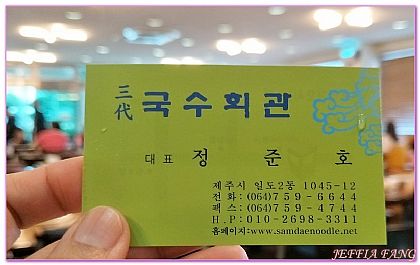 三代 국수회관
대표 정 준 호
제주시 일도2동 1045-12
전화:(064)759-6644
팩스:(064)759-4744
H.P:010-2698-3311
홈페이지:www.samdaenoodle.net
JEFFIA FANG